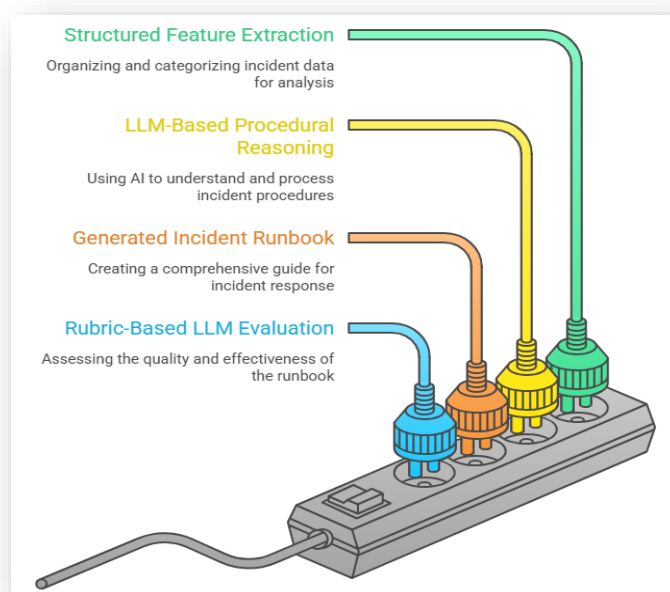 Structured Feature Extraction
Organizing and categorizing incident data
for analysis
LLM-Based Procedural
Reasoning
Using AI to understand and process
incident procedures
Generated Incident Runbook
Creating a comprehensive guide for
incident response
Rubric-Based LLM Evaluation
Assessing the quality and effectiveness of
the runbook